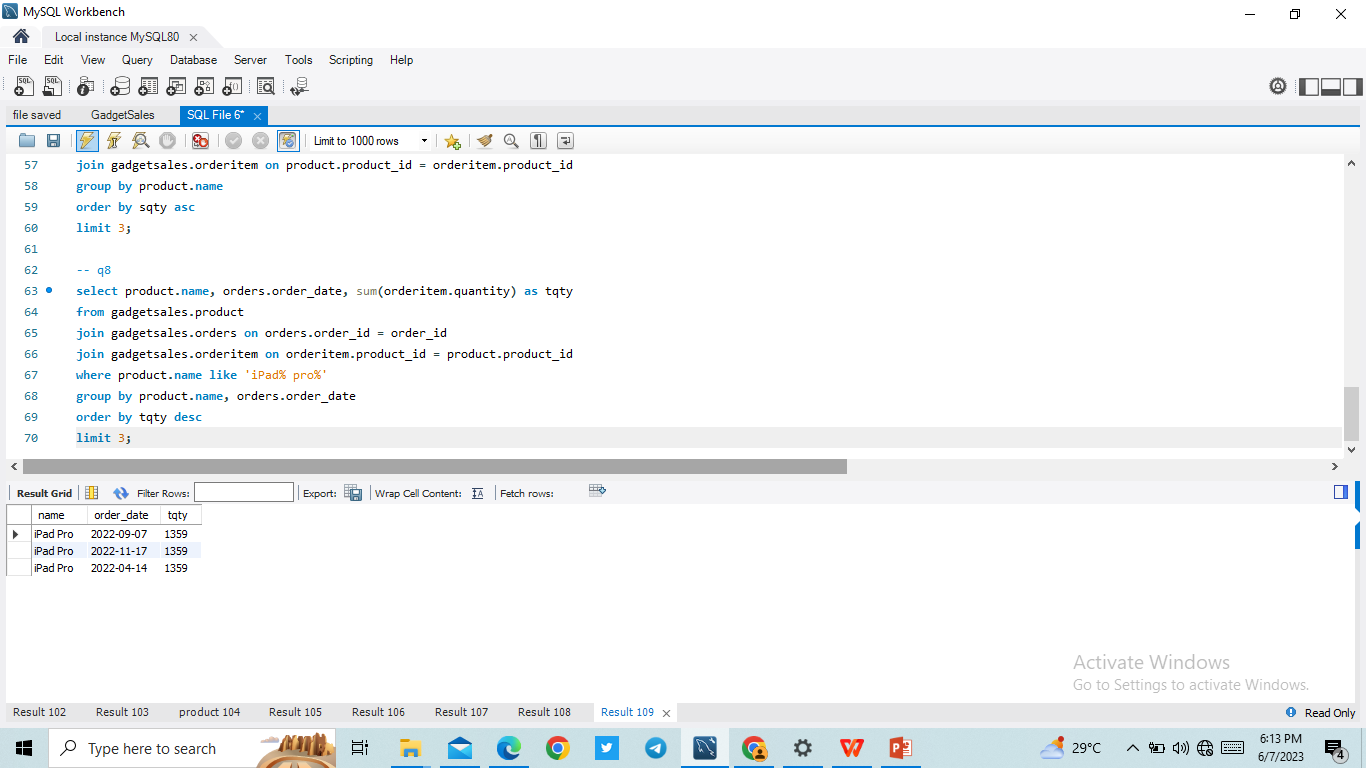 MySQL Workbench
Local instance MySQL80
File Edit View Query Database Server Tools Scripting Help
file saved GadgetSales SQL File 6*
Limit to 1000 rows
57 join gadgetsales.orderitem on product.product_id = orderitem.product_id
58 group by product.name
59 order by sqty asc
60 limit 3;
61
62 -- q8
63 select product.name, orders.order_date, sum(orderitem.quantity) as tqty
64 from gadgetsales.product
65 join gadgetsales.orders on orders.order_id = order_id
66 join gadgetsales.orderitem on orderitem.product_id = product.product_id
67 where product.name like 'iPad% pro%'
68 group by product.name, orders.order_date
69 order by tqty desc
70 limit 3;
Result Grid Filter Rows: Export: Wrap Cell Content: Fetch rows:
name order_date tqty
iPad Pro 2022-09-07 1359
iPad Pro 2022-11-17 1359
iPad Pro 2022-04-14 1359
Activate Windows
Go to Settings to activate Windows.
Result 102 Result 103 product 104 Result 105 Result 106 Result 107 Result 108 Result 109 Read Only
Type here to search 29°C 6:13 PM
6/7/2023 4